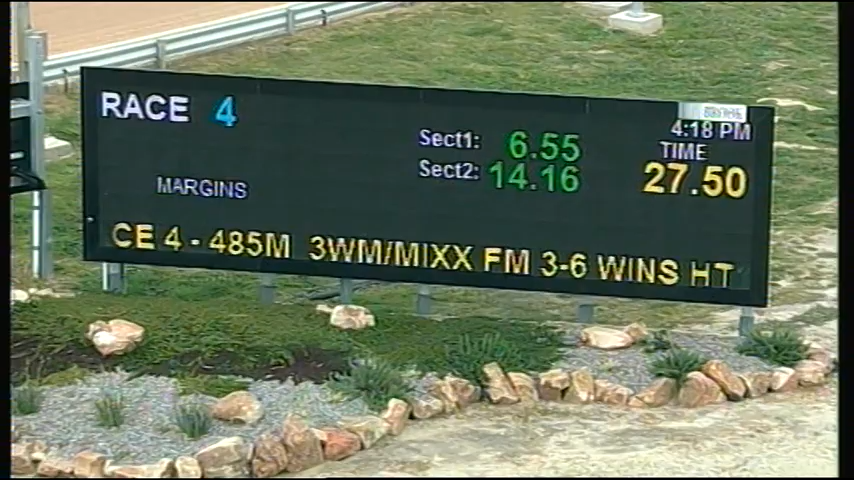 RACE 4
4:18 PM
Sect1: 6.55
TIME
Sect2: 14.16
27.50
MARGINS
CE 4 - 485M 3WM/MIXX FM 3-6 WINS HT